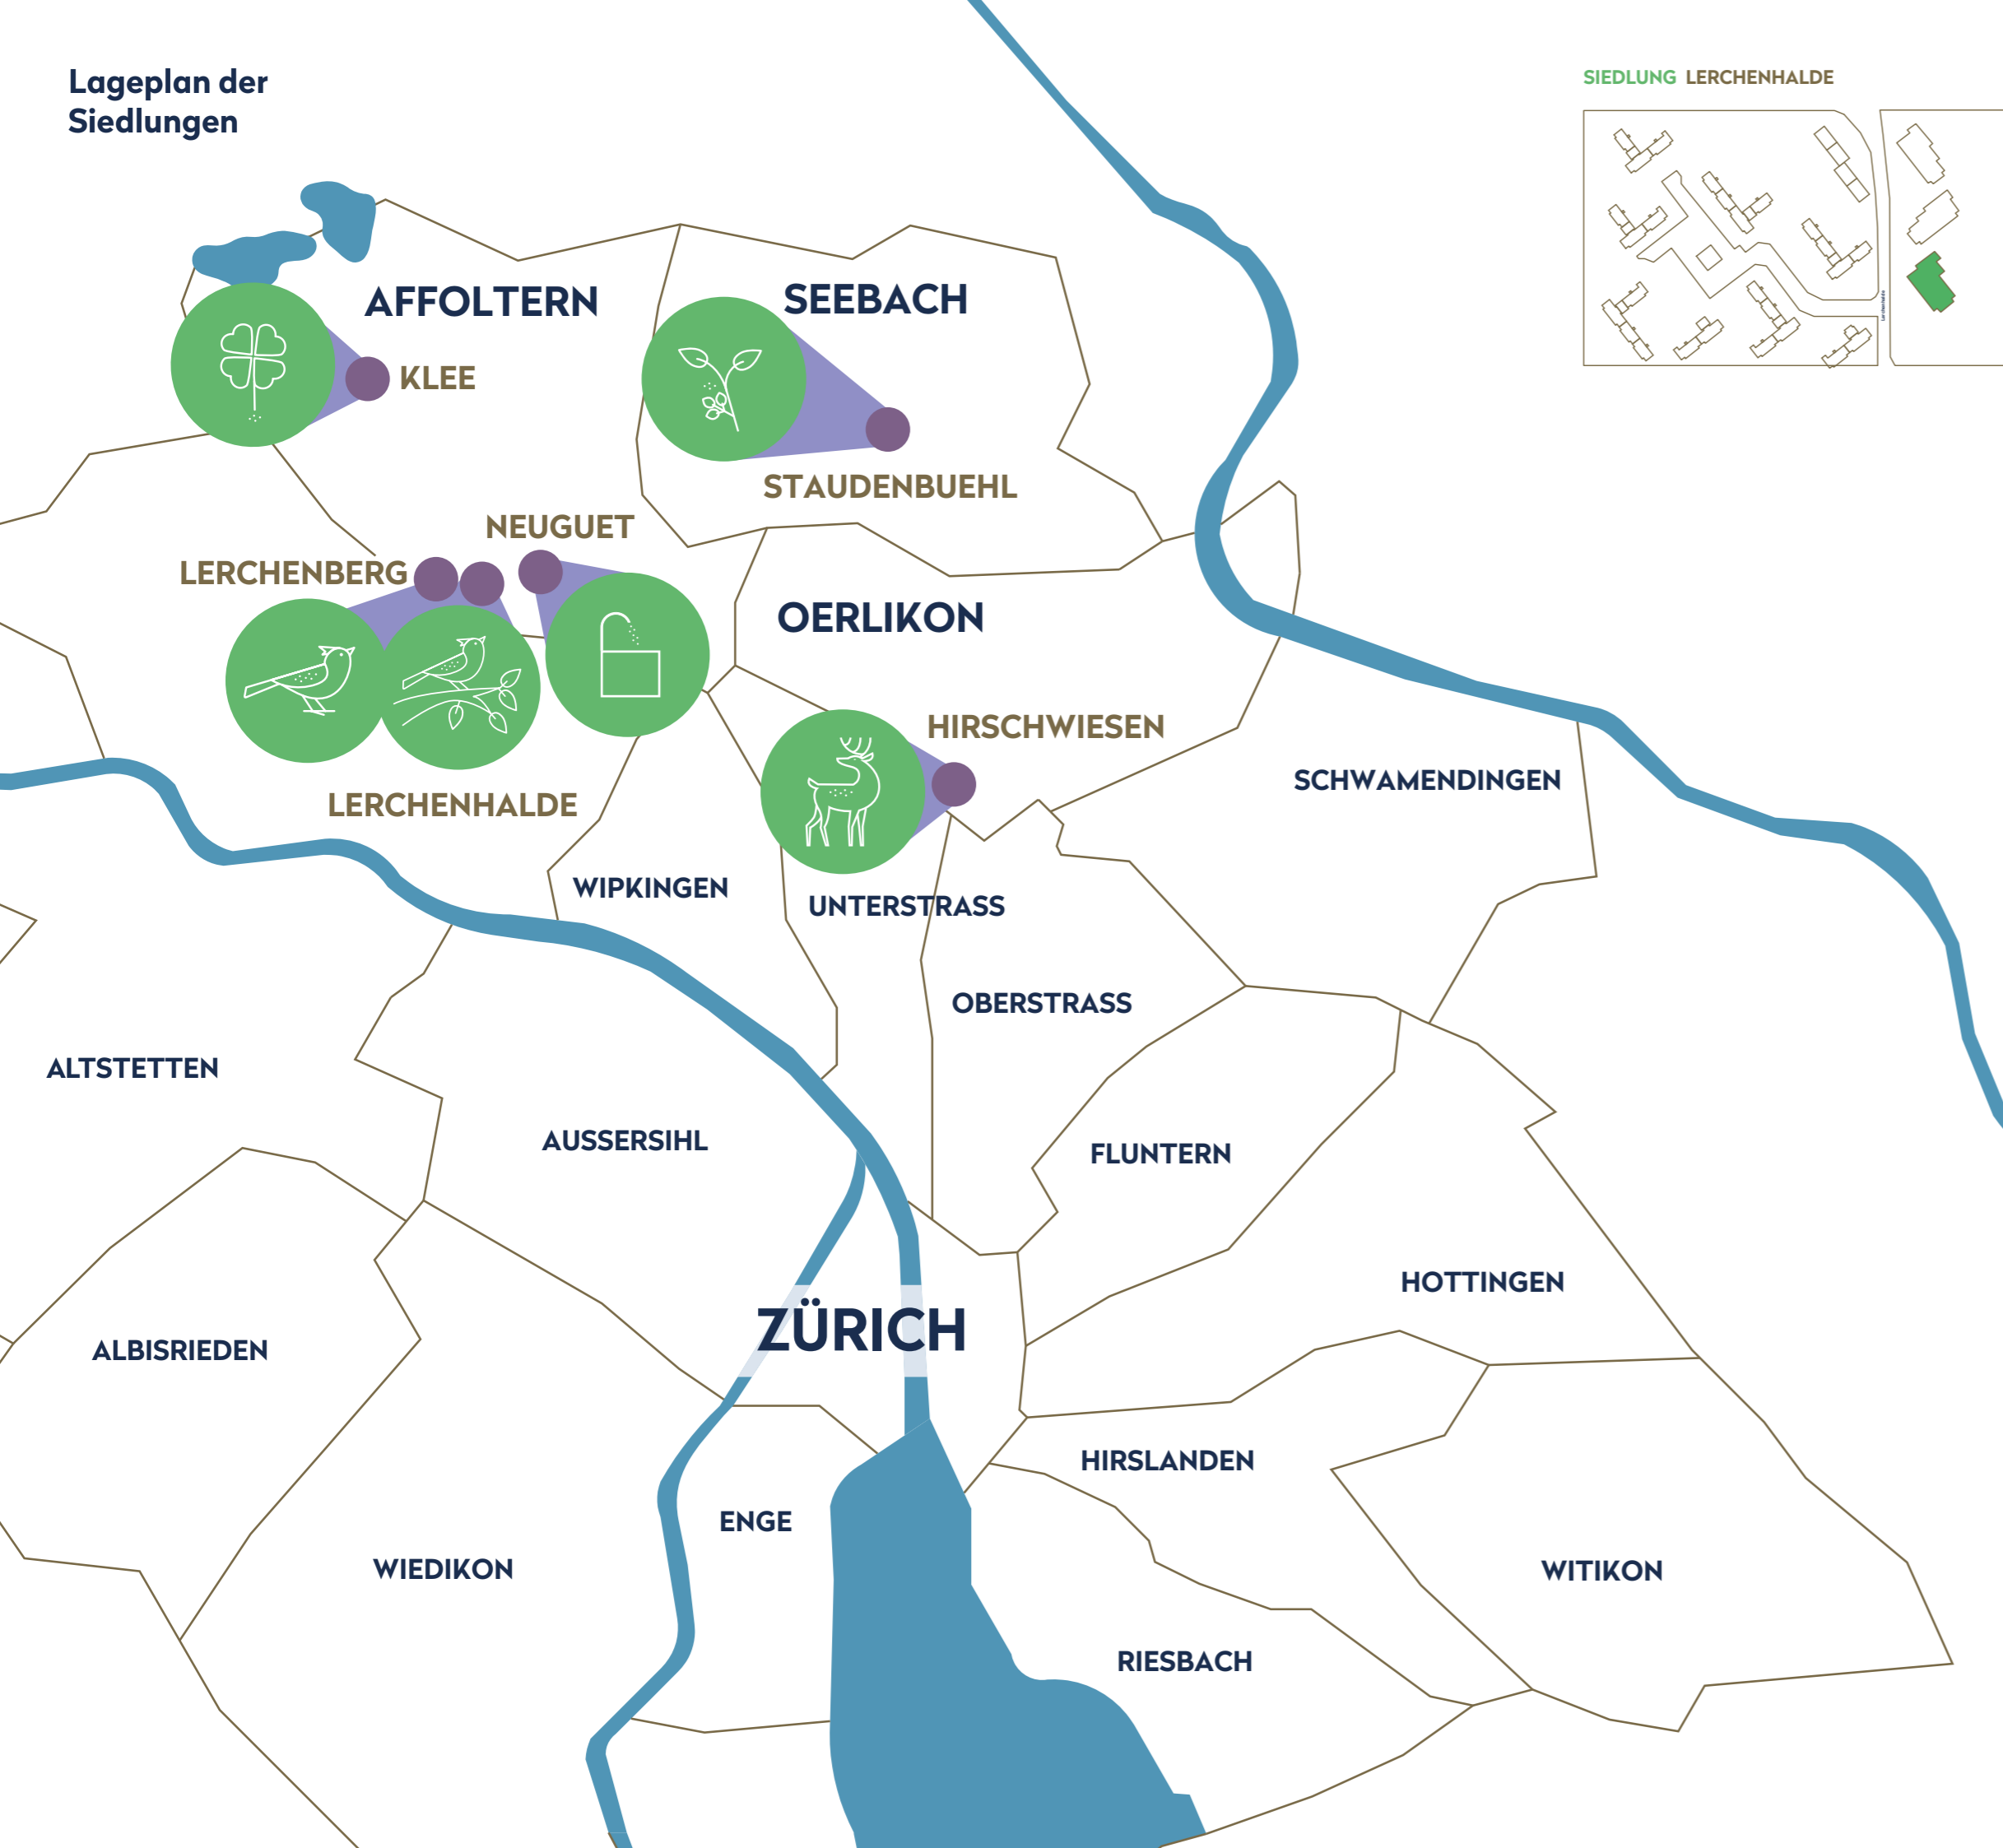 Lageplan der
Siedlungen
SIEDLUNG LERCHENHALDE
Lerchenhalde
AFFOLTERN
SEEBACH
KLEE
STAUDENBUEHL
NEUGUET
LERCHENBERG
OERLIKON
HIRSCHWIESEN
SCHWAMENDINGEN
LERCHENHALDE
WIPKINGEN
UNTERSTRASS
OBERSTRASS
ALTSTETTEN
AUSSERSIHL
FLUNTERN
HOTTINGEN
ZÜRICH
ALBISRIEDEN
HIRSLANDEN
ENGE
WIEDIKON
WITIKON
RIESBACH